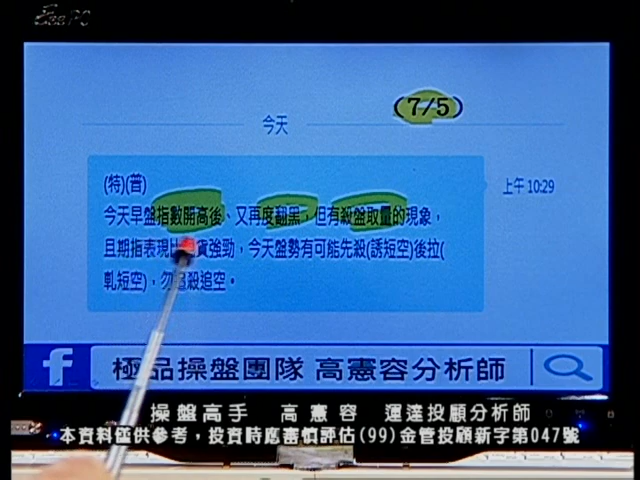 Eee PC
(7/5)
今天
(特)(普)
上午 10:29
今天早盤指數開高後、又再度翻黑，但有殺盤取量的現象，
且期指表現比現貨強勁，今天盤勢有可能先殺(誘短空)後拉(
軋短空)，勿追殺追空。
f 極品操盤團隊 高憲容分析師
操盤高手 高憲容 運達投顧分析師
本資料僅供參考，投資時應審慎評估(99)金管投顧新字第047號